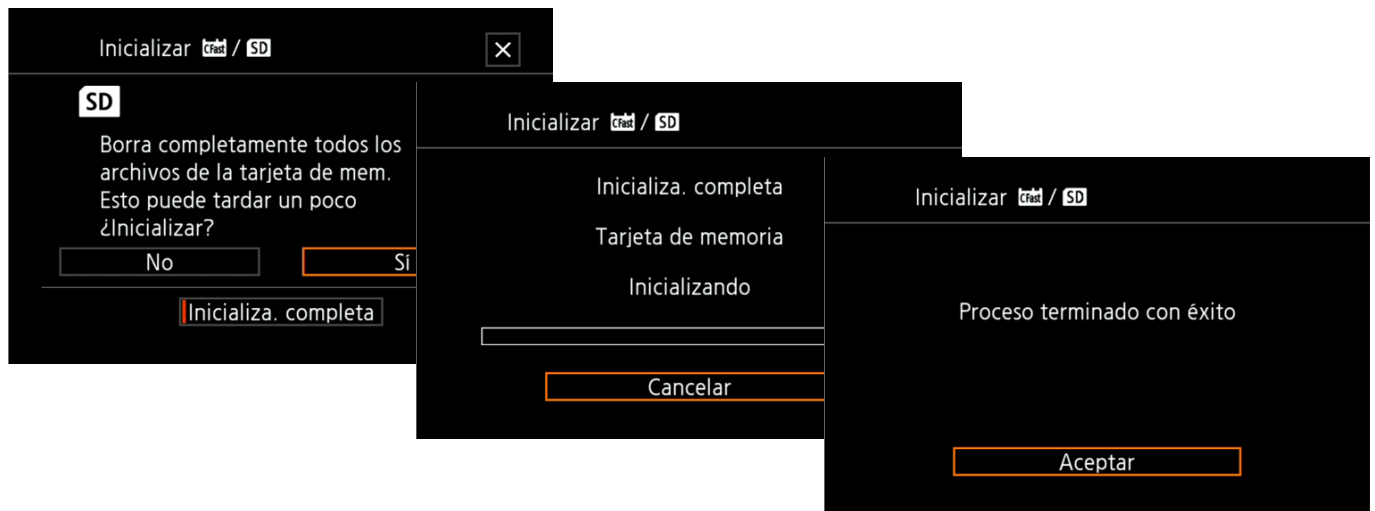 Inicializar CFast / SD
SD
Borra completamente todos los
archivos de la tarjeta de mem.
Esto puede tardar un poco
¿Inicializar?
No
Sí
Inicializa. completa
Inicializar CFast / SD
Inicializa. completa
Tarjeta de memoria
Inicializando
Cancelar
Inicializar CFast / SD
Proceso terminado con éxito
Aceptar